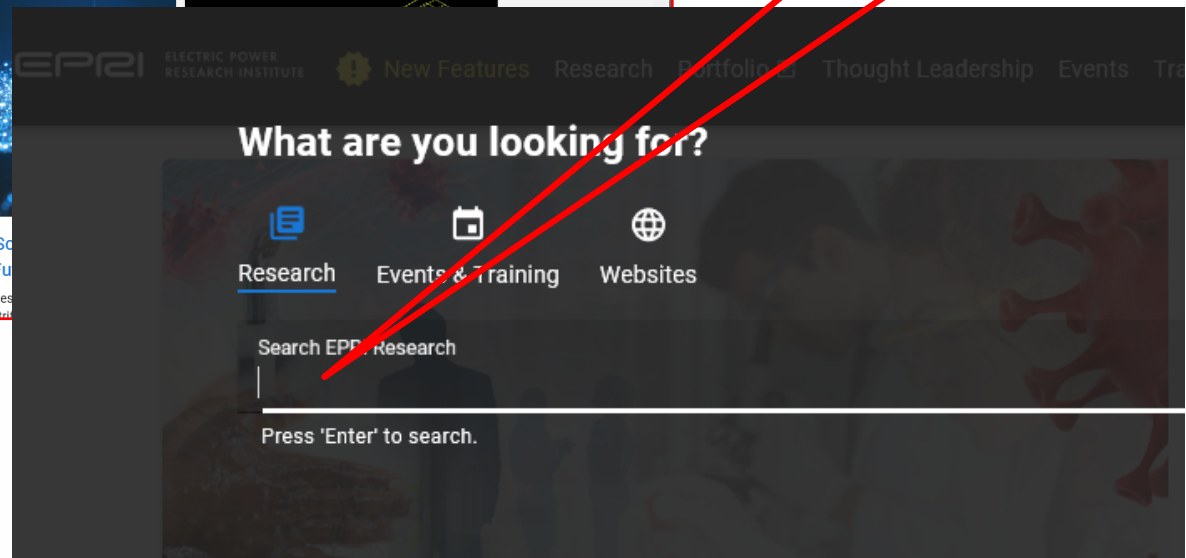 EPRI
ELECTRIC POWER
RESEARCH INSTITUTE
New Features Research Portfolio Thought Leadership Events
What are you looking for?
Research Events & Training Websites
Search EPRI Research
Press 'Enter' to search.